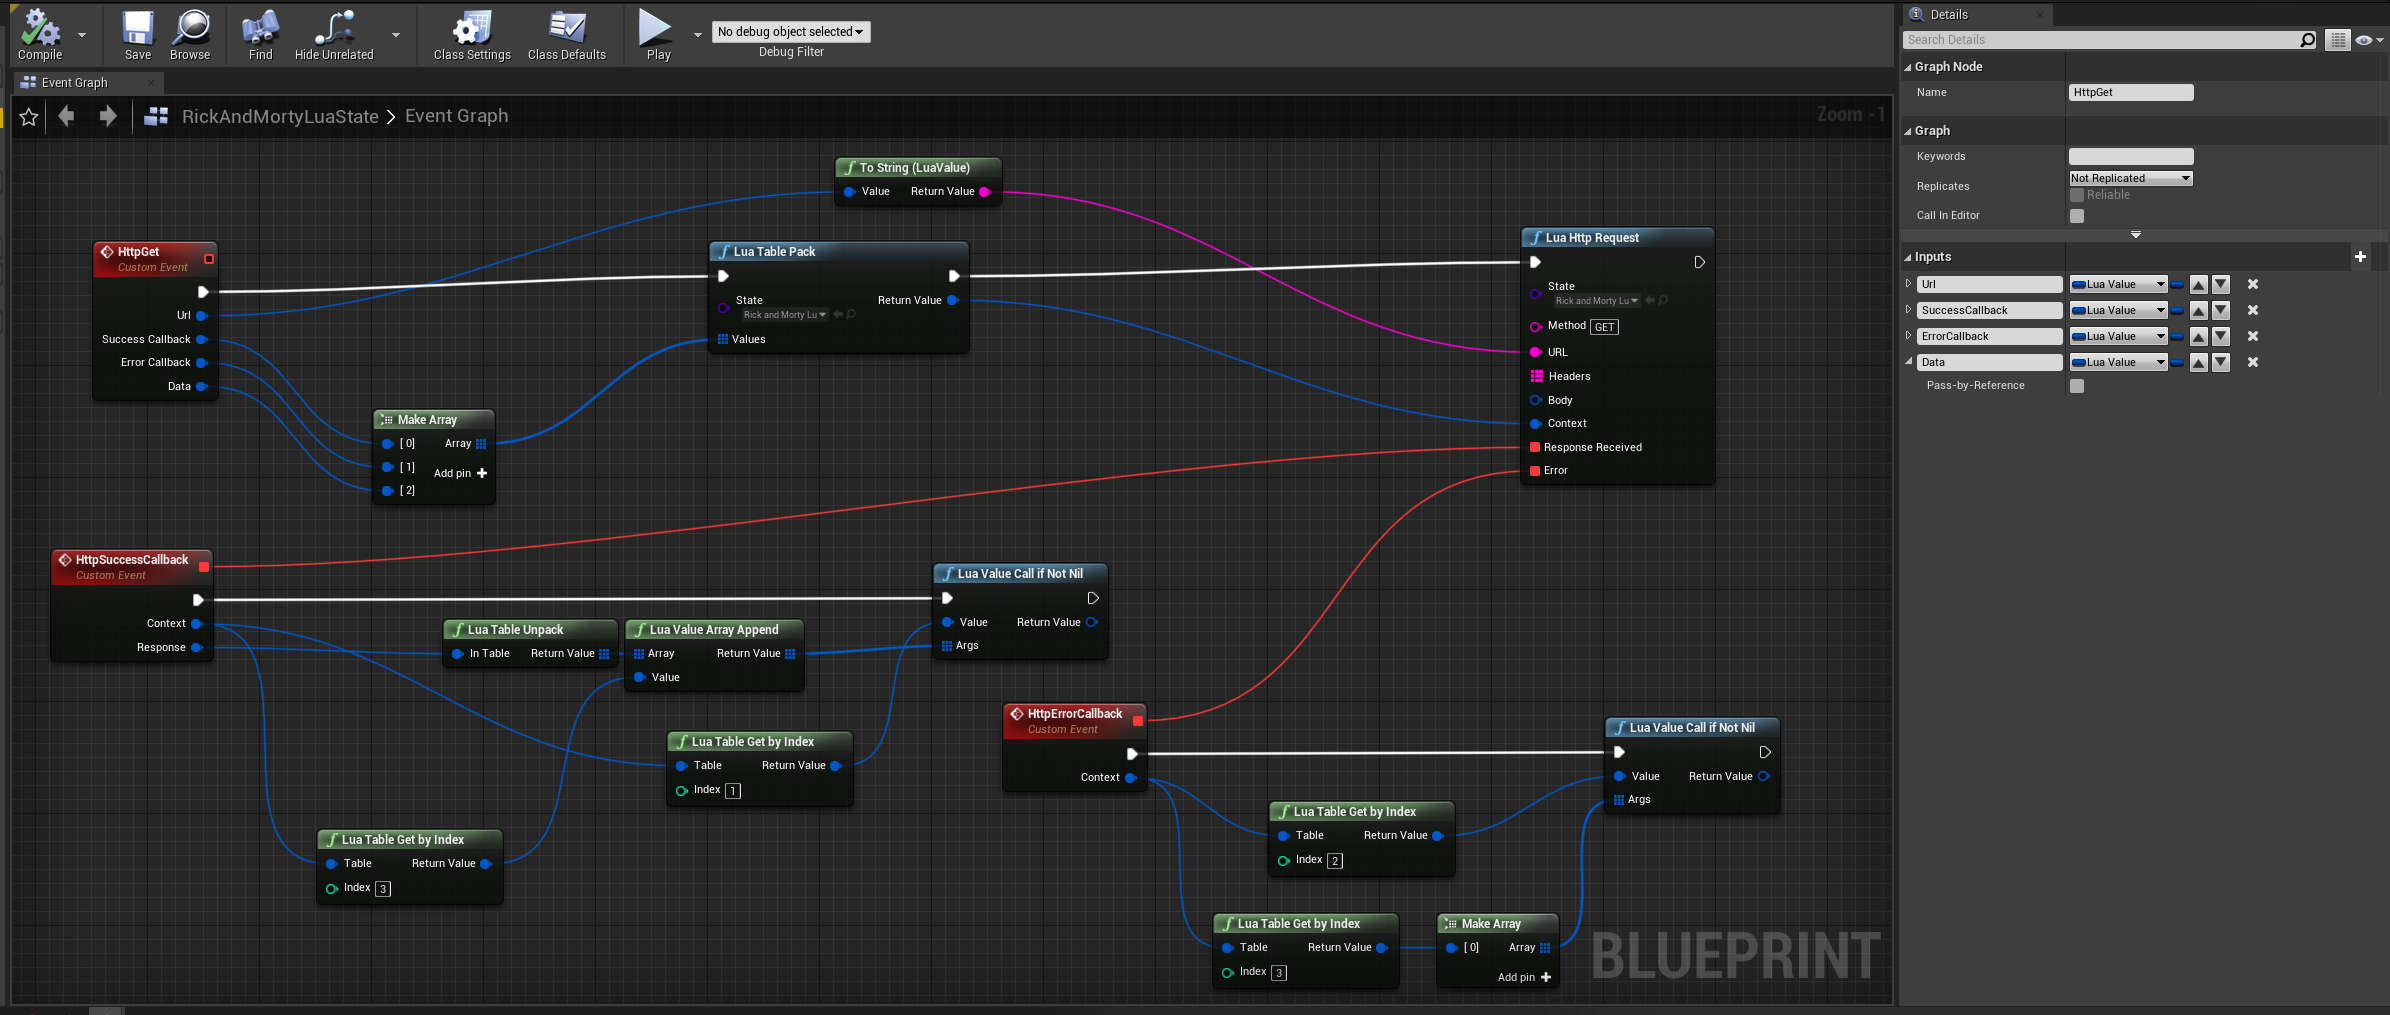 Compile
Save
Browse
Find
Hide Unrelated
Class Settings
Class Defaults
Play
No debug object selected
Debug Filter
Event Graph
RickAndMortyLuaState > Event Graph
Zoom -1
To String (LuaValue)
Value Return Value
HttpGet
Custom Event
Url
Success Callback
Error Callback
Data
Lua Table Pack
State
Rick and Morty Lu
Return Value
Values
Make Array
[0] Array
[1] Add pin
[2]
Lua Http Request
State
Rick and Morty Lu
Method GET
URL
Headers
Body
Context
Response Received
Error
HttpSuccessCallback
Custom Event
Context
Response
Lua Table Unpack
In Table Return Value
Lua Value Array Append
Array Return Value
Value
Lua Value Call if Not Nil
Value Return Value
Args
Lua Table Get by Index
Table Return Value
Index 1
Lua Table Get by Index
Table Return Value
Index 3
HttpErrorCallback
Custom Event
Context
Lua Value Call if Not Nil
Value Return Value
Args
Lua Table Get by Index
Table Return Value
Index 2
Lua Table Get by Index
Table Return Value
Index 3
Make Array
[0] Array
Add pin
BLUEPRINT
Details
Search Details
Graph Node
Name HttpGet
Graph
Keywords
Replicates Not Replicated
Reliable
Call In Editor
Inputs
Url Lua Value
SuccessCallback Lua Value
ErrorCallback Lua Value
Data Lua Value
Pass-by-Reference